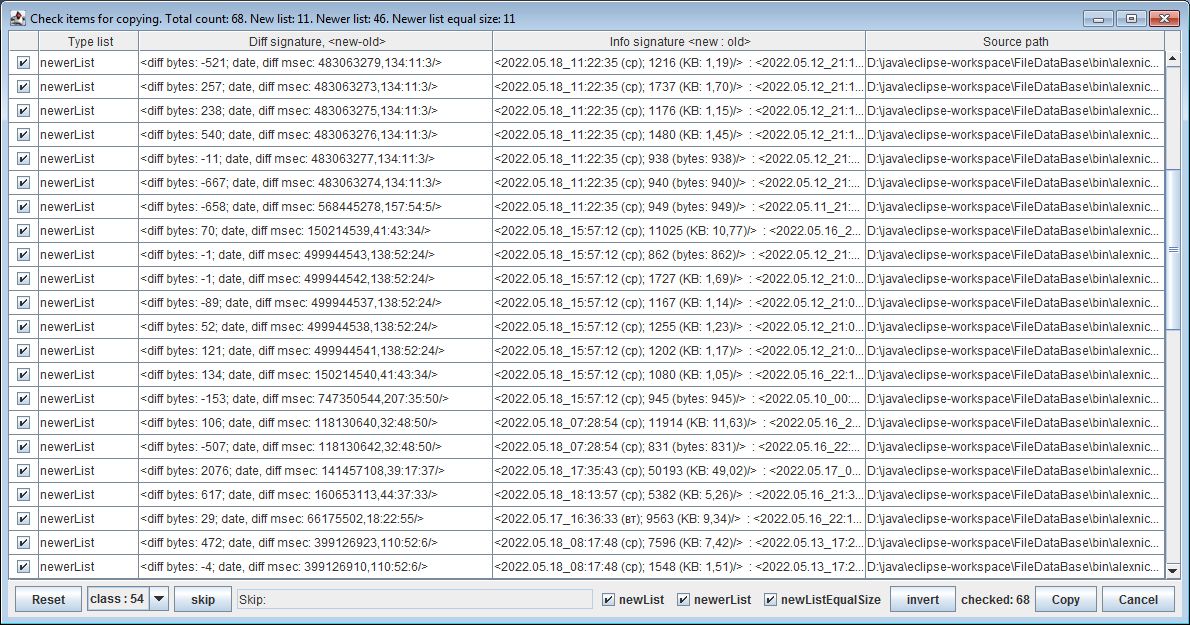 Check items for copying. Total count: 68. New list: 11. Newer list: 46. Newer list equal size: 11
Type list Diff signature, <new-old> Info signature <new : old> Source path
newerList <diff bytes: -521; date, diff msec: 483063279,134:11:3/> <2022.05.18_11:22:35 (ср); 1216 (KB: 1,19)/> : <2022.05.12_21:1... D:\java\eclipse-workspace\FileDataBase\bin\alexnic...
newerList <diff bytes: 257; date, diff msec: 483063273,134:11:3/> <2022.05.18_11:22:35 (ср); 1737 (KB: 1,70)/> : <2022.05.12_21:1... D:\java\eclipse-workspace\FileDataBase\bin\alexnic...
newerList <diff bytes: 238; date, diff msec: 483063275,134:11:3/> <2022.05.18_11:22:35 (ср); 1176 (KB: 1,15)/> : <2022.05.12_21:1... D:\java\eclipse-workspace\FileDataBase\bin\alexnic...
newerList <diff bytes: 540; date, diff msec: 483063276,134:11:3/> <2022.05.18_11:22:35 (ср); 1480 (KB: 1,45)/> : <2022.05.12_21:1... D:\java\eclipse-workspace\FileDataBase\bin\alexnic...
newerList <diff bytes: -11; date, diff msec: 483063277,134:11:3/> <2022.05.18_11:22:35 (ср); 938 (bytes: 938)/> : <2022.05.12_21:... D:\java\eclipse-workspace\FileDataBase\bin\alexnic...
newerList <diff bytes: -667; date, diff msec: 483063274,134:11:3/> <2022.05.18_11:22:35 (ср); 940 (bytes: 940)/> : <2022.05.12_21:... D:\java\eclipse-workspace\FileDataBase\bin\alexnic...
newerList <diff bytes: -658; date, diff msec: 568445278,157:54:5/> <2022.05.18_11:22:35 (ср); 949 (bytes: 949)/> : <2022.05.11_21:... D:\java\eclipse-workspace\FileDataBase\bin\alexnic...
newerList <diff bytes: 70; date, diff msec: 150214539,41:43:34/> <2022.05.18_15:57:12 (ср); 11025 (KB: 10,77)/> : <2022.05.16_2... D:\java\eclipse-workspace\FileDataBase\bin\alexnic...
newerList <diff bytes: -1; date, diff msec: 499944543,138:52:24/> <2022.05.18_15:57:12 (ср); 862 (bytes: 862)/> : <2022.05.12_21:... D:\java\eclipse-workspace\FileDataBase\bin\alexnic...
newerList <diff bytes: -1; date, diff msec: 499944542,138:52:24/> <2022.05.18_15:57:12 (ср); 1727 (KB: 1,69)/> : <2022.05.12_21:0... D:\java\eclipse-workspace\FileDataBase\bin\alexnic...
newerList <diff bytes: -89; date, diff msec: 499944537,138:52:24/> <2022.05.18_15:57:12 (ср); 1167 (KB: 1,14)/> : <2022.05.12_21:0... D:\java\eclipse-workspace\FileDataBase\bin\alexnic...
newerList <diff bytes: 52; date, diff msec: 499944538,138:52:24/> <2022.05.18_15:57:12 (ср); 1255 (KB: 1,23)/> : <2022.05.12_21:0... D:\java\eclipse-workspace\FileDataBase\bin\alexnic...
newerList <diff bytes: 121; date, diff msec: 499944541,138:52:24/> <2022.05.18_15:57:12 (ср); 1202 (KB: 1,17)/> : <2022.05.12_21:0... D:\java\eclipse-workspace\FileDataBase\bin\alexnic...
newerList <diff bytes: 134; date, diff msec: 150214540,41:43:34/> <2022.05.18_15:57:12 (ср); 1080 (KB: 1,05)/> : <2022.05.16_22:1... D:\java\eclipse-workspace\FileDataBase\bin\alexnic...
newerList <diff bytes: -153; date, diff msec: 747350544,207:35:50/> <2022.05.18_15:57:12 (ср); 945 (bytes: 945)/> : <2022.05.10_00:... D:\java\eclipse-workspace\FileDataBase\bin\alexnic...
newerList <diff bytes: 106; date, diff msec: 118130640,32:48:50/> <2022.05.18_07:28:54 (ср); 11914 (KB: 11,63)/> : <2022.05.16_2... D:\java\eclipse-workspace\FileDataBase\bin\alexnic...
newerList <diff bytes: -507; date, diff msec: 118130642,32:48:50/> <2022.05.18_07:28:54 (ср); 831 (bytes: 831)/> : <2022.05.16_22:... D:\java\eclipse-workspace\FileDataBase\bin\alexnic...
newerList <diff bytes: 2076; date, diff msec: 141457108,39:17:37/> <2022.05.18_17:35:43 (ср); 50193 (KB: 49,02)/> : <2022.05.17_0... D:\java\eclipse-workspace\FileDataBase\bin\alexnic...
newerList <diff bytes: 617; date, diff msec: 160653113,44:37:33/> <2022.05.18_18:13:57 (ср); 5382 (KB: 5,26)/> : <2022.05.16_21:3... D:\java\eclipse-workspace\FileDataBase\bin\alexnic...
newerList <diff bytes: 29; date, diff msec: 66175502,18:22:55/> <2022.05.17_16:36:33 (вт); 9563 (KB: 9,34)/> : <2022.05.16_22:1... D:\java\eclipse-workspace\FileDataBase\bin\alexnic...
newerList <diff bytes: 472; date, diff msec: 399126923,110:52:6/> <2022.05.18_08:17:48 (ср); 7596 (KB: 7,42)/> : <2022.05.13_17:2... D:\java\eclipse-workspace\FileDataBase\bin\alexnic...
newerList <diff bytes: -4; date, diff msec: 399126910,110:52:6/> <2022.05.18_08:17:48 (ср); 1548 (KB: 1,51)/> : <2022.05.13_17:2... D:\java\eclipse-workspace\FileDataBase\bin\alexnic...
Reset class : 54 skip Skip: newList newerList newListEqualSize invert checked: 68 Copy Cancel